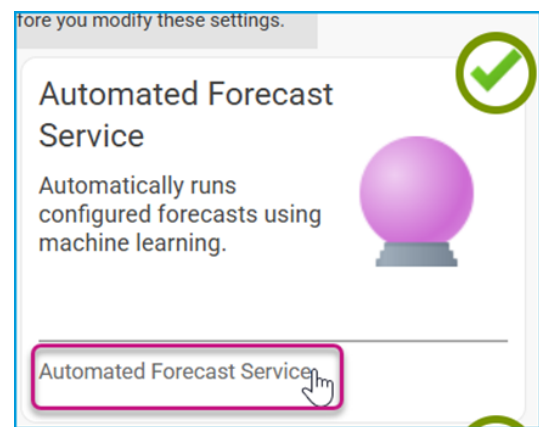 fore you modify these settings.
Automated Forecast
Service
Automatically runs
configured forecasts using
machine learning.
Automated Forecast Service